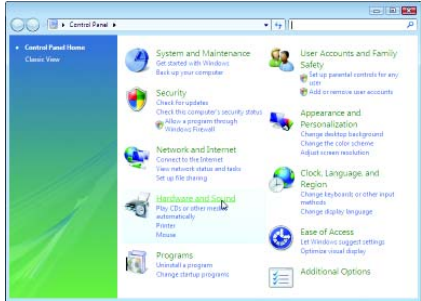 Control Panel
Control Panel Home
Classic View
System and Maintenance
Get started with Windows
Back up your computer
Security
Check for updates
Check this computer's security status
Allow a program through
Windows Firewall
Network and Internet
Connect to the Internet
View network status and tasks
Set up file sharing
Hardware and Sound
Play CDs or other media
automatically
Printer
Mouse
Programs
Uninstall a program
Change startup programs
User Accounts and Family
Safety
Set up parental controls for any
user
Add or remove user accounts
Appearance and
Personalization
Change desktop background
Change the color scheme
Adjust screen resolution
Clock, Language, and
Region
Change keyboards or other input
methods
Change display language
Ease of Access
Let Windows suggest settings
Optimize visual display
Additional Options